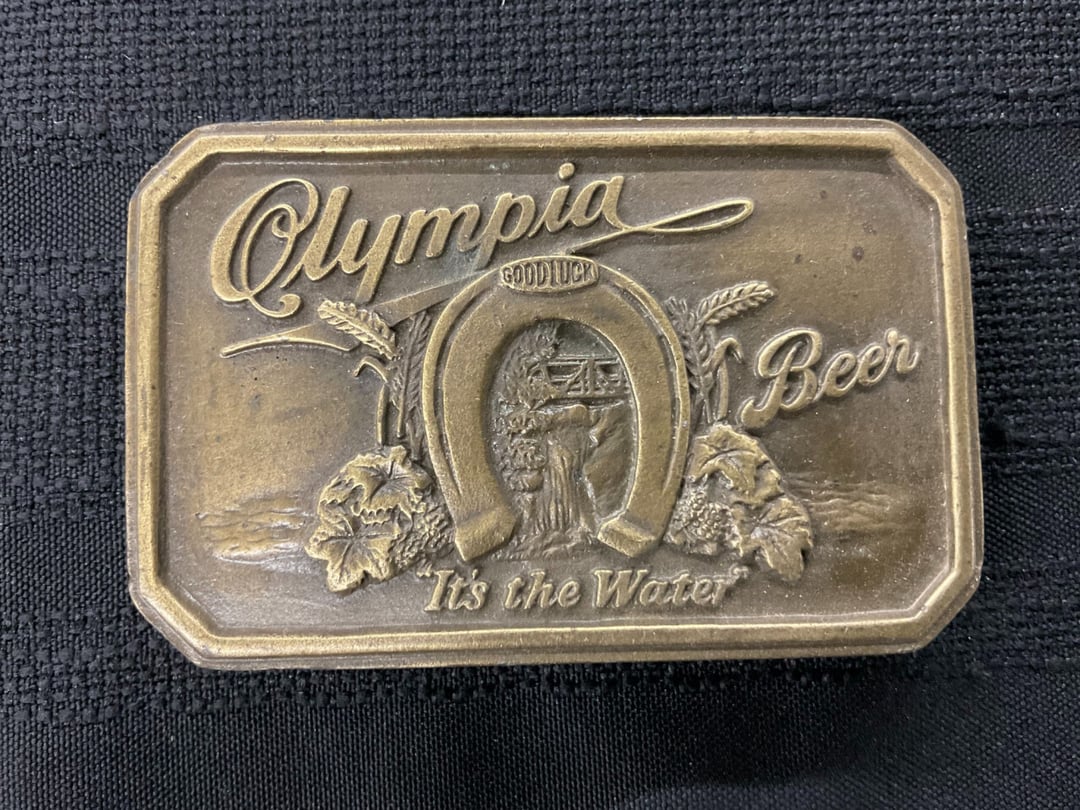 Olympia
GOOD LUCK
Beer
"It's the Water"